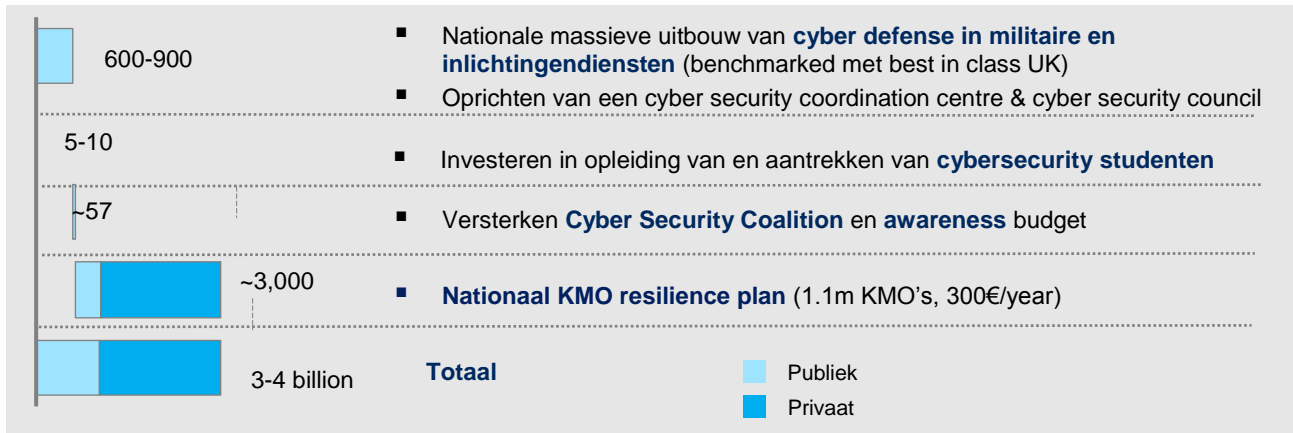 600-900
▪ Nationale massieve uitbouw van cyber defense in militaire en
inlichtingendiensten (benchmarked met best in class UK)
▪ Oprichten van een cyber security coordination centre & cyber security council
5-10
▪ Investeren in opleiding van en aantrekken van cybersecurity studenten
~57
▪ Versterken Cyber Security Coalition en awareness budget
~3,000
▪ Nationaal KMO resilience plan (1.1m KMO's, 300€/year)
3-4 billion
Totaal
Publiek
Privaat